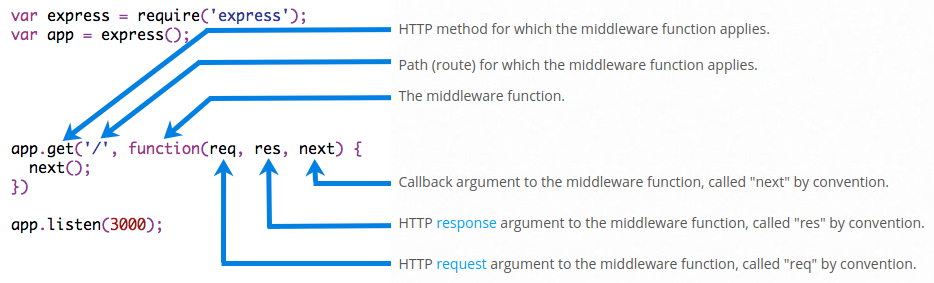 var express = require('express');
var app = express();
HTTP method for which the middleware function applies.
Path (route) for which the middleware function applies.
The middleware function.
app.get('/', function(req, res, next) {
next();
})
Callback argument to the middleware function, called "next" by convention.
app.listen(3000);
HTTP response argument to the middleware function, called "res" by convention.
HTTP request argument to the middleware function, called "req" by convention.